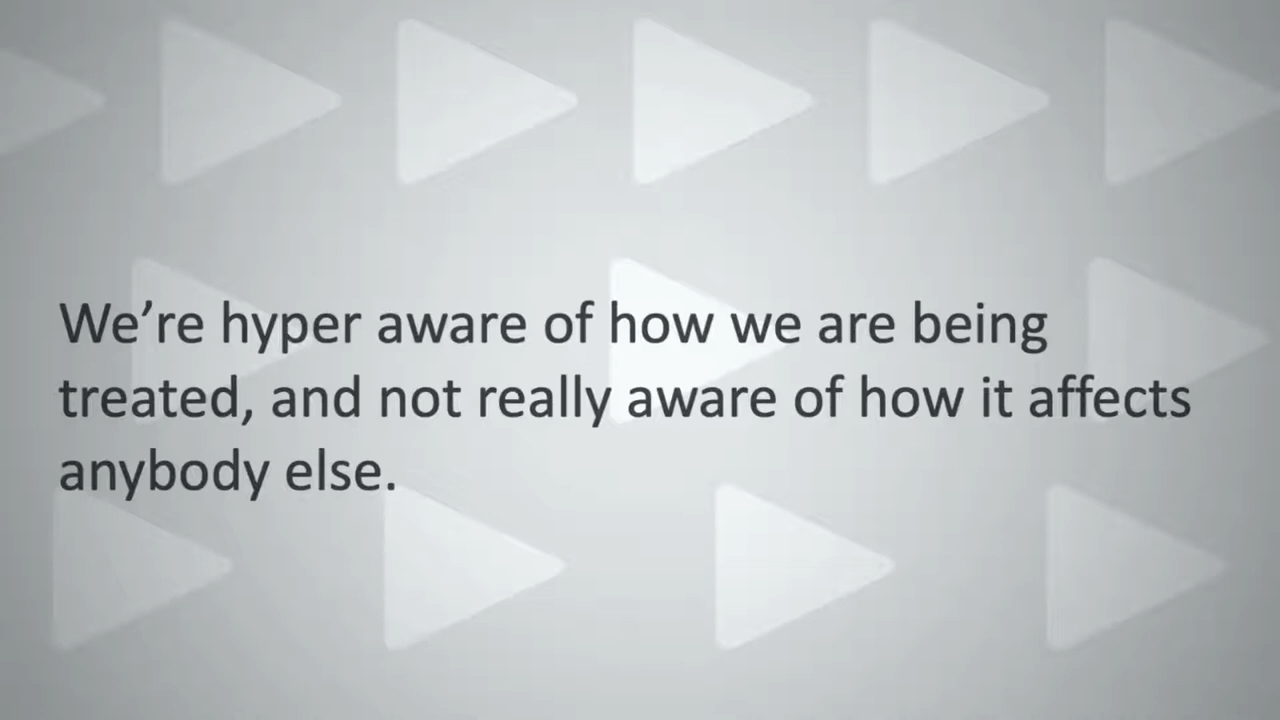 We’re hyper aware of how we are being
treated, and not really aware of how it affects
anybody else.